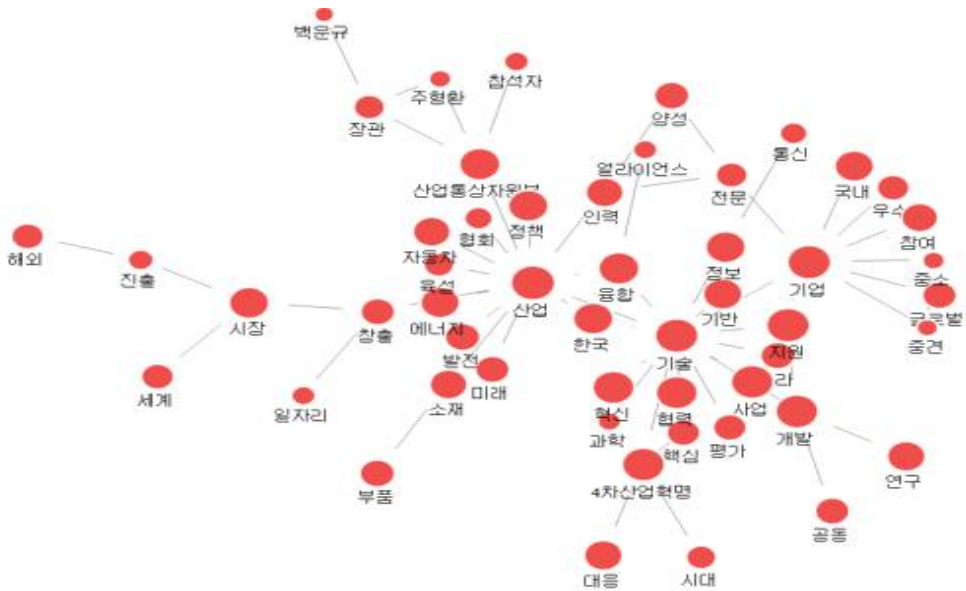 백운규
주형환
참석자
장관
양성
통신
얼라이언스
산업통상자원부
인력
전문
국내
우수
정책
협회
참여
자동차
정보
중소
해외
진출
육성
산업
융합
기업
글로벌
시장
창출
에너지
기반
중견
한국
발전
기술
지원
세계
일자리
소재
미래
라
혁신
협력
사업
개발
과학
핵심
평가
부품
4차산업혁명
연구
공동
대응
시대